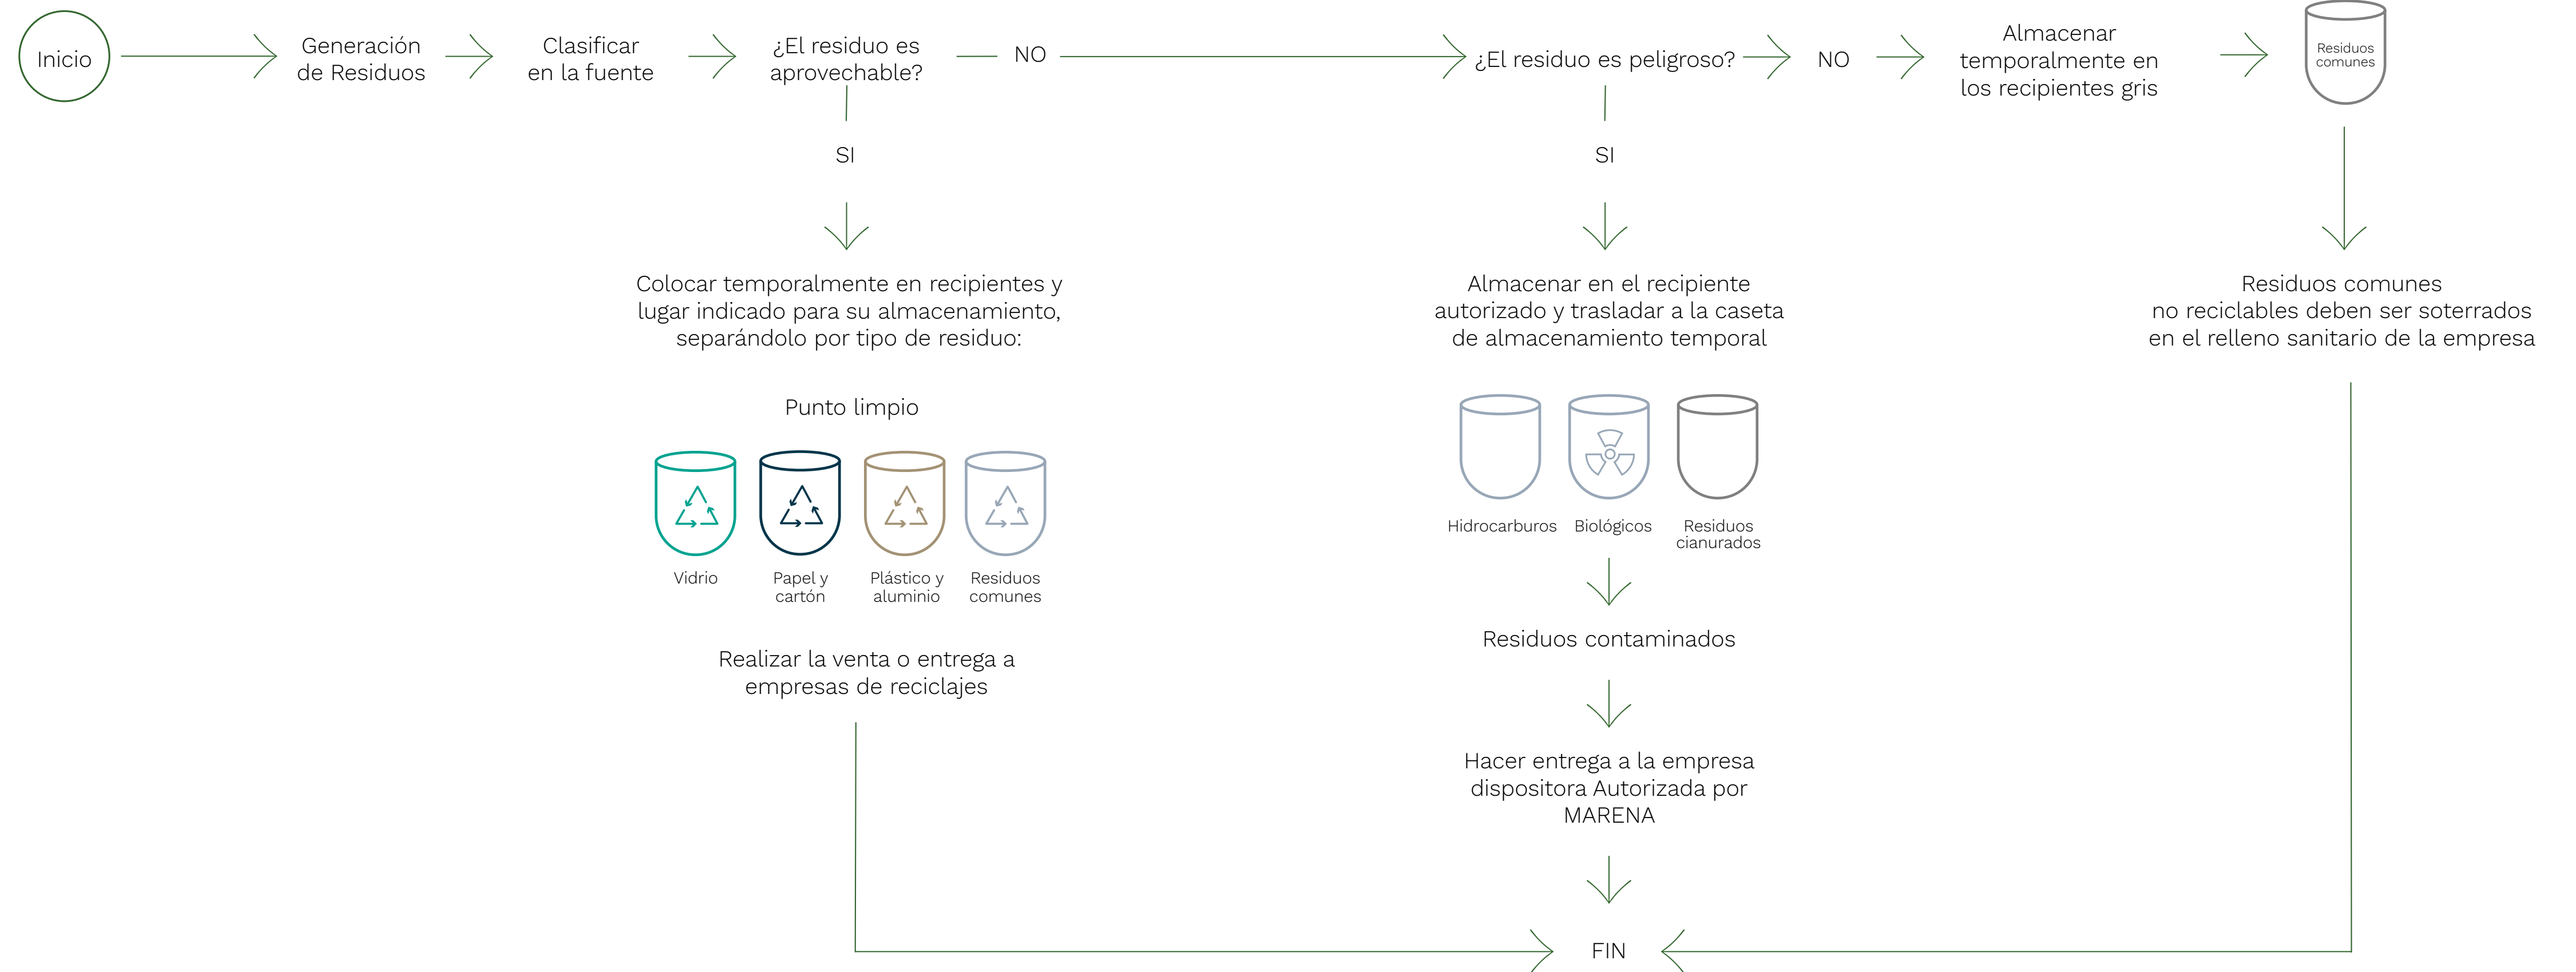 Inicio
Generación
de Residuos
Clasificar
en la fuente
¿El residuo es
aprovechable?
NO
¿El residuo es peligroso?
NO
Almacenar
temporalmente en
los recipientes gris
Residuos
comunes
SI
SI
Colocar temporalmente en recipientes y
lugar indicado para su almacenamiento,
separándolo por tipo de residuo:
Punto limpio
Vidrio
Papel y
cartón
Plástico y
aluminio
Residuos
comunes
Realizar la venta o entrega a
empresas de reciclajes
Almacenar en el recipiente
autorizado y trasladar a la caseta
de almacenamiento temporal
Hidrocarburos
Biológicos
Residuos
cianurados
Residuos contaminados
Hacer entrega a la empresa
dispositora Autorizada por
MARENA
Residuos comunes
no reciclables deben ser soterrados
en el relleno sanitario de la empresa
FIN